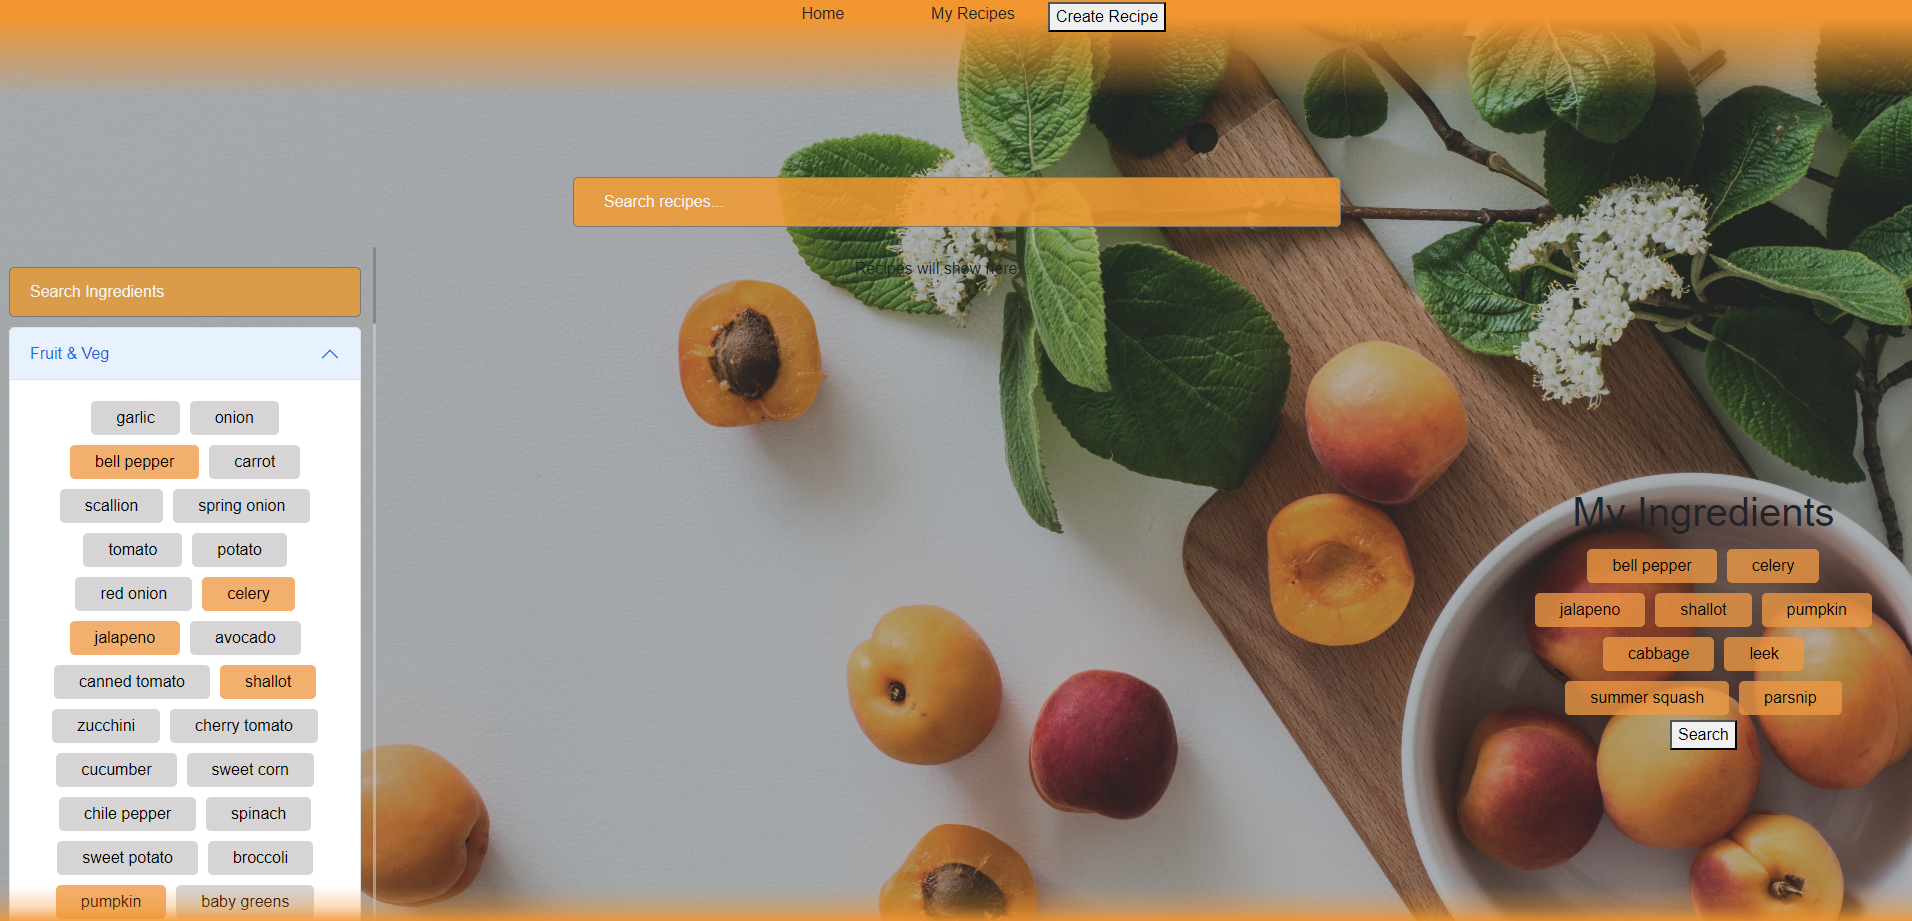 Home My Recipes Create Recipe
Search recipes...
Recipes will show here...
Search Ingredients
Fruit & Veg
garlic onion
bell pepper carrot
scallion spring onion
tomato potato
red onion celery
jalapeno avocado
canned tomato shallot
zucchini cherry tomato
cucumber sweet corn
chile pepper spinach
sweet potato broccoli
pumpkin baby greens
My Ingredients
bell pepper celery
jalapeno shallot pumpkin
cabbage leek
summer squash parsnip
Search